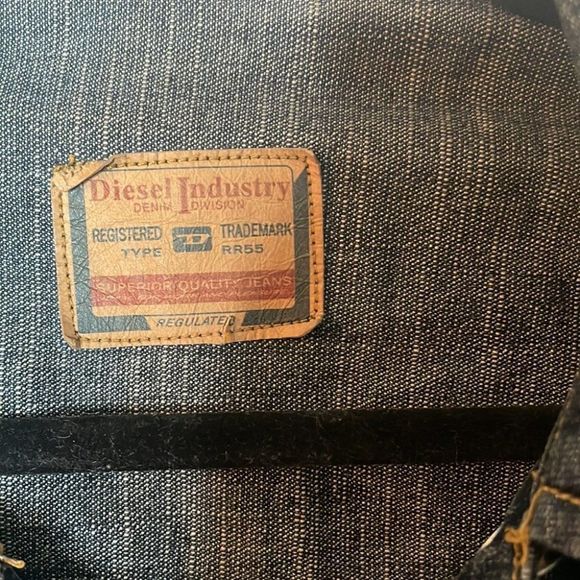 Diesel Industry
DENIM DIVISION
REGISTERED D TRADEMARK
TYPE RR55
SUPERIOR QUALITY JEANS
REGULATED